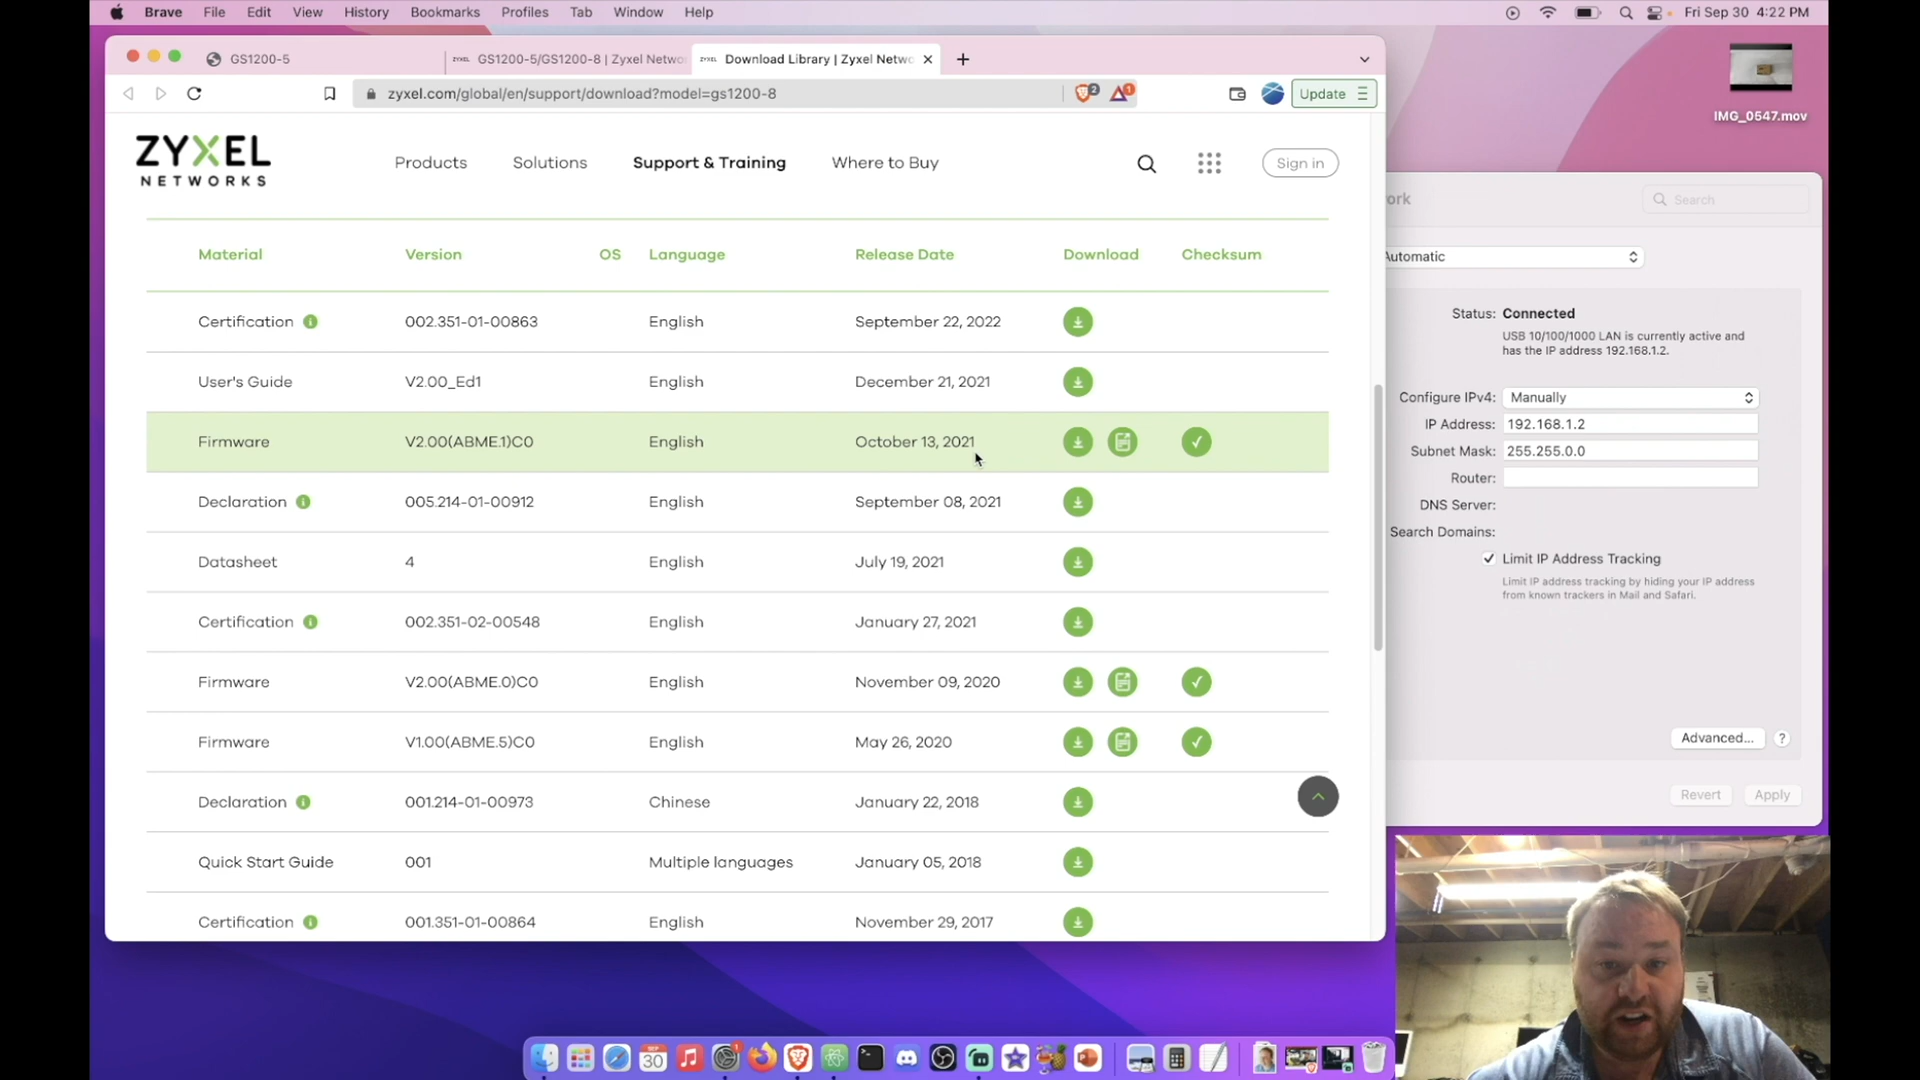 Brave File Edit View History Bookmarks Profiles Tab Window Help
Fri Sep 30 4:22 PM
GS1200-5
ZYXEL GS1200-5/GS1200-8 | Zyxel Netwo
ZYXEL Download Library | Zyxel Netwo
zyxel.com/global/en/support/download?model=gs1200-8
2
1
Update
IMG_0547.mov
ZYXEL
NETWORKS
Products Solutions Support & Training Where to Buy
Sign in
Material Version OS Language Release Date Download Checksum
Certification 002.351-01-00863 English September 22, 2022
User's Guide V2.00_Ed1 English December 21, 2021
Firmware V2.00(ABME.1)C0 English October 13, 2021
Declaration 005.214-01-00912 English September 08, 2021
Datasheet 4 English July 19, 2021
Certification 002.351-02-00548 English January 27, 2021
Firmware V2.00(ABME.0)C0 English November 09, 2020
Firmware V1.00(ABME.5)C0 English May 26, 2020
Declaration 001.214-01-00973 Chinese January 22, 2018
Quick Start Guide 001 Multiple languages January 05, 2018
Certification 001.351-01-00864 English November 29, 2017
ork
Search
Automatic
Status: Connected
USB 10/100/1000 LAN is currently active and
has the IP address 192.168.1.2.
Configure IPv4: Manually
IP Address: 192.168.1.2
Subnet Mask: 255.255.0.0
Router:
DNS Server:
Search Domains:
Limit IP Address Tracking
Limit IP address tracking by hiding your IP address
from known trackers in Mail and Safari.
Advanced... ?
Revert Apply
SEP
30
1